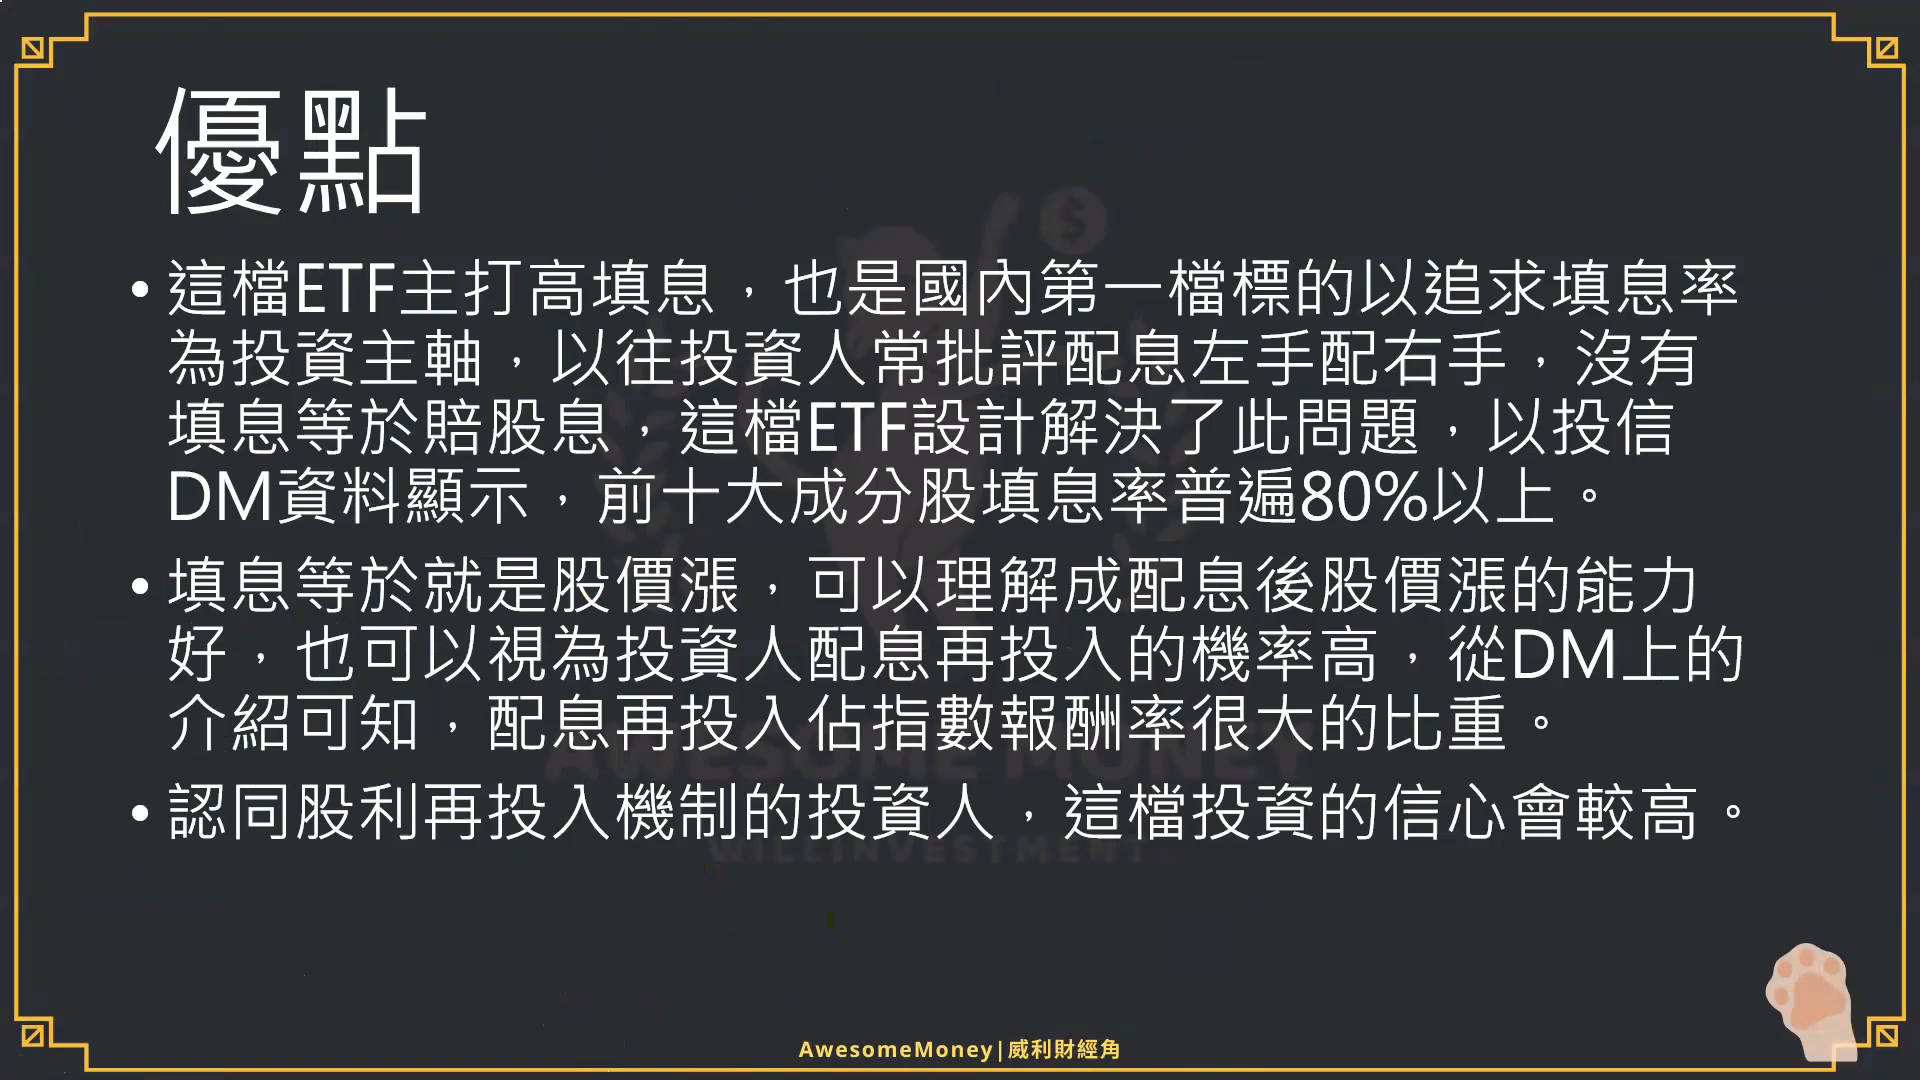 優點
• 這檔ETF主打高填息，也是國內第一檔標的以追求填息率
為投資主軸，以往投資人常批評配息左手配右手，沒有
填息等於賠股息，這檔ETF設計解決了此問題，以投信
DM資料顯示，前十大成分股填息率普遍80%以上。
• 填息等於就是股價漲，可以理解成配息後股價漲的能力
好，也可以視為投資人配息再投入的機率高，從DM上的
介紹可知，配息再投入佔指數報酬率很大的比重。
• 認同股利再投入機制的投資人，這檔投資的信心會較高。
AWESOME MONEY
WILLINVESTMENT
AwesomeMoney|威利財經角